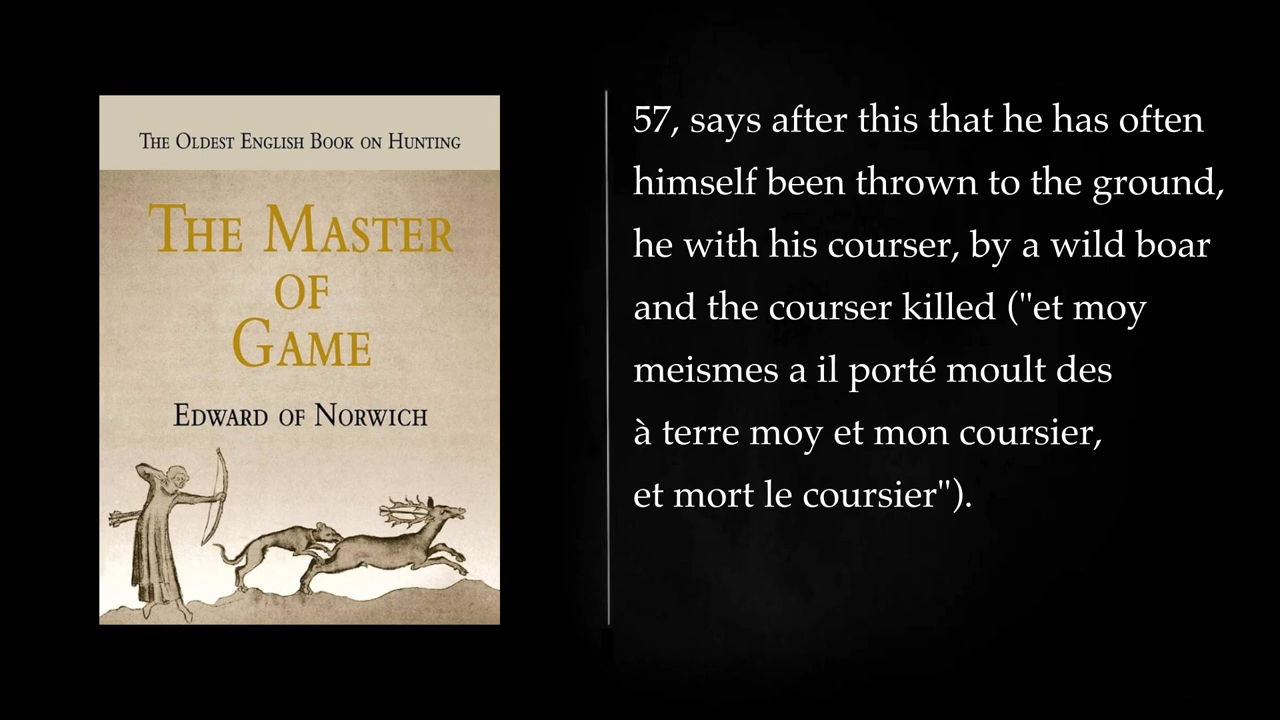 The Oldest English Book on Hunting
The Master
of
Game
Edward of Norwich
57, says after this that he has often
himself been thrown to the ground,
he with his courser, by a wild boar
and the courser killed ("et moy
meismes a il porté moult des
à terre moy et mon coursier,
et mort le coursier").